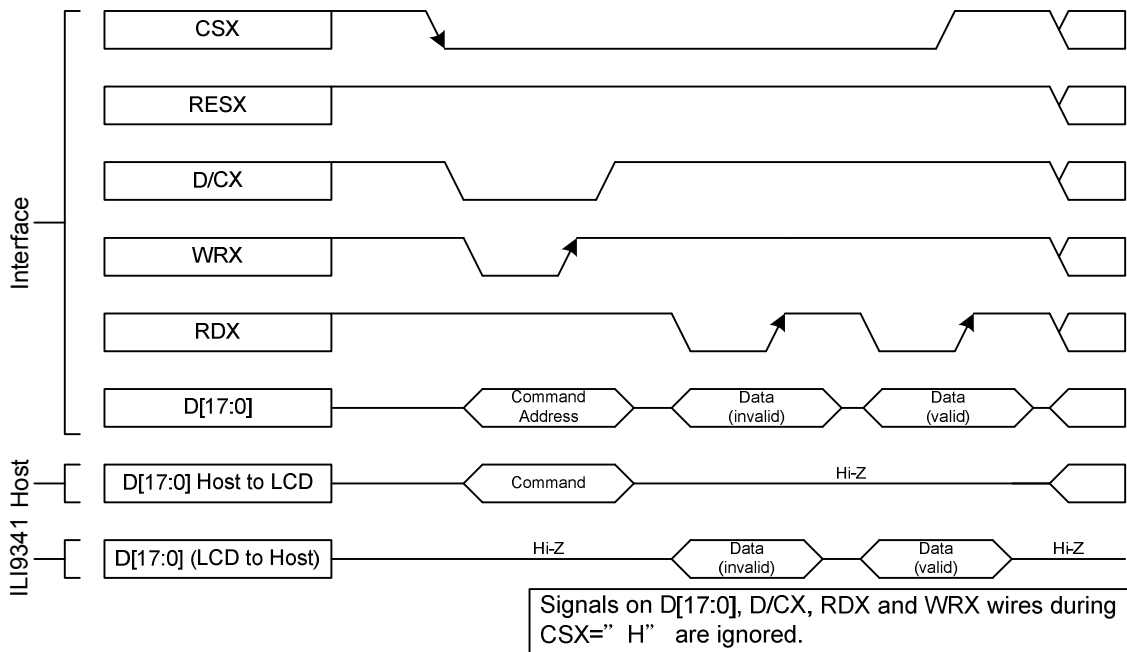 CSX
RESX
D/CX
WRX
RDX
D[17:0]
Command
Address
Data
(invalid)
Data
(valid)
Interface
D[17:0] Host to LCD
Command
Hi-Z
Host
D[17:0] (LCD to Host)
Hi-Z
Data
(invalid)
Data
(valid)
Hi-Z
ILI9341
Signals on D[17:0], D/CX, RDX and WRX wires during
CSX=” H” are ignored.